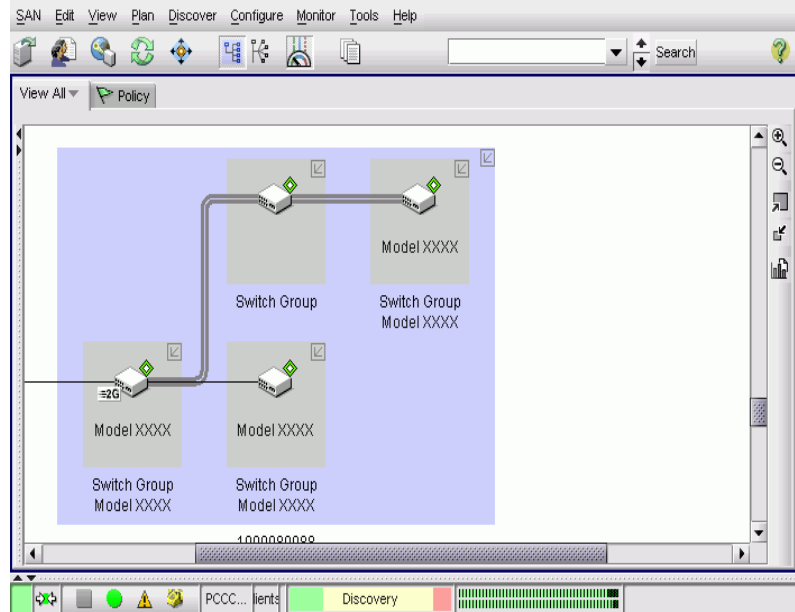 SAN Edit View Plan Discover Configure Monitor Tools Help
Search
View All Policy
Model XXXX
Switch Group Switch Group
Model XXXX
2G
Model XXXX Model XXXX
Switch Group Switch Group
Model XXXX Model XXXX
PCCC... lients Discovery